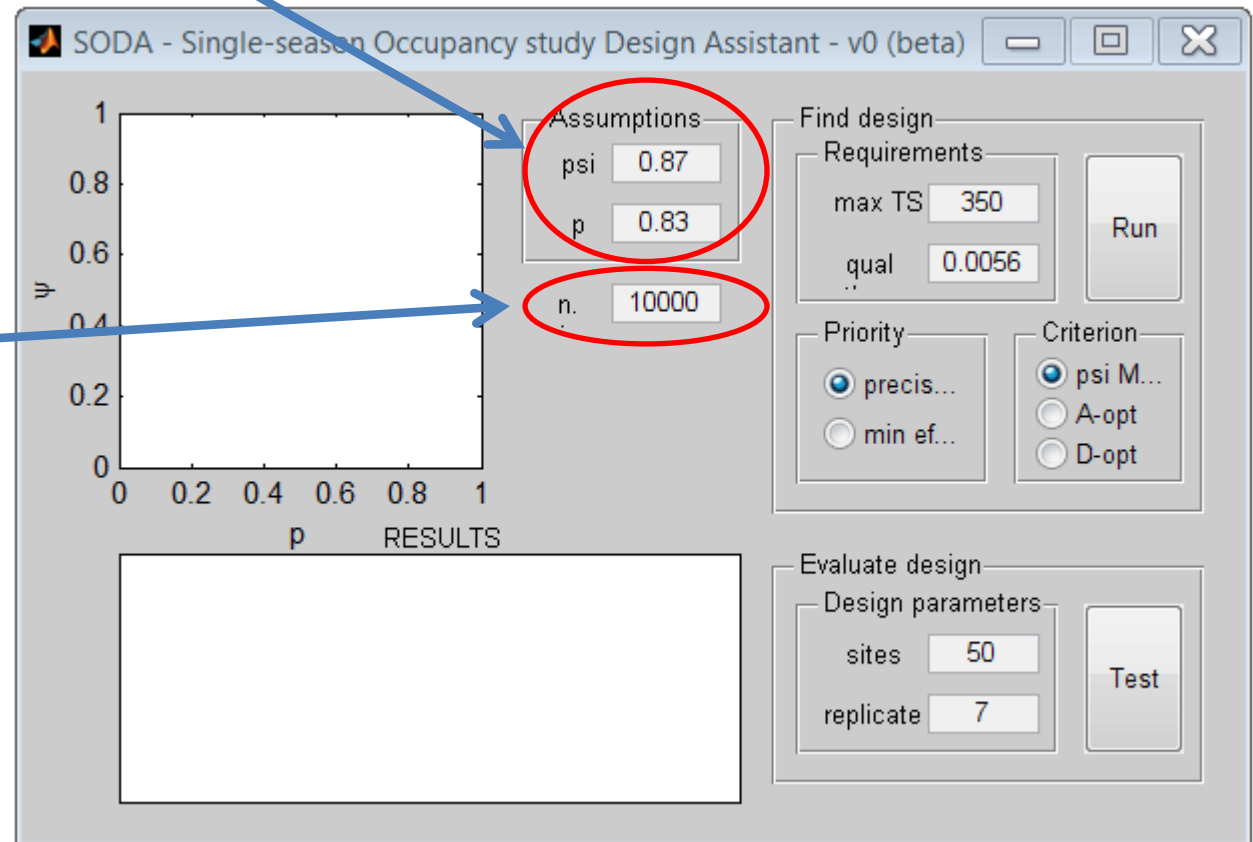 SODA - Single-season Occupancy study Design Assistant - v0 (beta)
1
0.8
0.6
0.4
0.2
0
ψ
0 0.2 0.4 0.6 0.8 1
p
Assumptions
psi 0.87
p 0.83
n. 10000
Find design
Requirements
max TS 350
qual 0.0056
Run
Priority
precis...
min ef...
Criterion
psi M...
A-opt
D-opt
RESULTS
Evaluate design
Design parameters
sites 50
replicate 7
Test